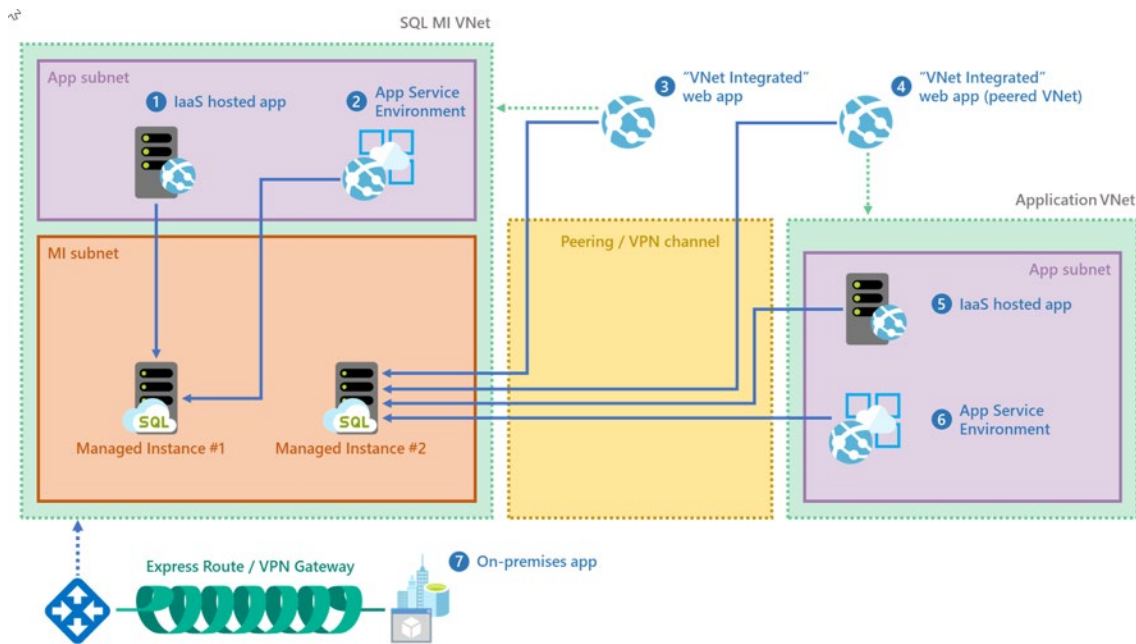 SQL MI VNet
App subnet
1 IaaS hosted app
2 App Service
Environment
3 "VNet Integrated"
web app
4 "VNet Integrated"
web app (peered VNet)
Application VNet
MI subnet
Peering / VPN channel
App subnet
5 IaaS hosted app
SQL
Managed Instance #1
SQL
Managed Instance #2
6 App Service
Environment
Express Route / VPN Gateway
7 On-premises app